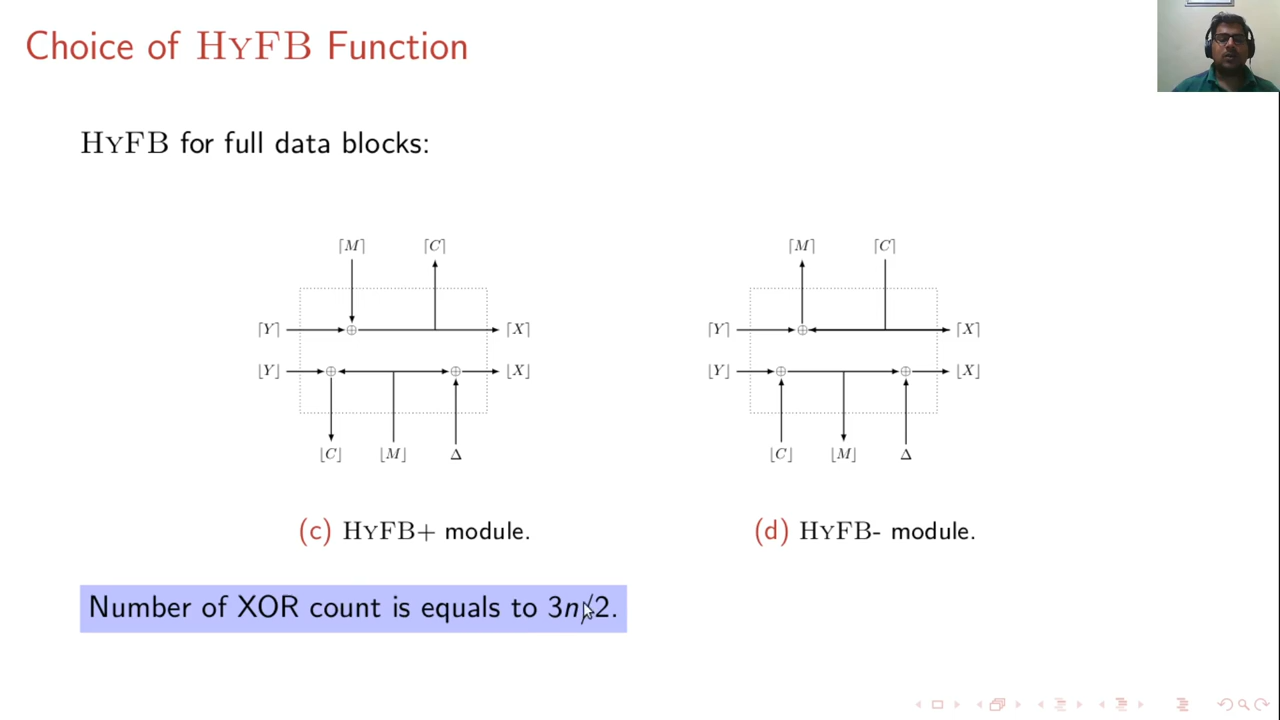 Choice of HYFB Function
HYFB for full data blocks:
⌈M⌉ ⌈C⌉ ⌈M⌉ ⌈C⌉
⌈Y⌉ ⊕ ⌈X⌉ ⌈Y⌉ ⊕ ⌈X⌉
⌊Y⌋ ⊕ ⊕ ⌊X⌋ ⌊Y⌋ ⊕ ⊕ ⌊X⌋
⌊C⌋ ⌊M⌋ Δ ⌊C⌋ ⌊M⌋ Δ
(c) HYFB+ module. (d) HYFB- module.
Number of XOR count is equals to 3n/2.